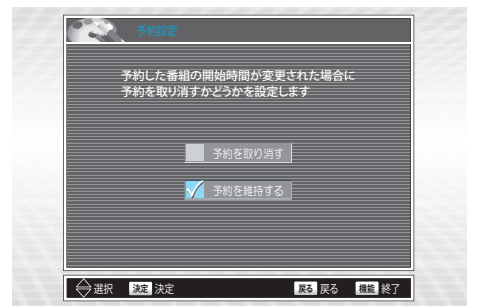 予約設定
予約した番組の開始時間が変更された場合に
予約を取り消すかどうかを設定します
予約を取り消す
予約を維持する
選択 決定 決定 戻る 戻る 機能 終了